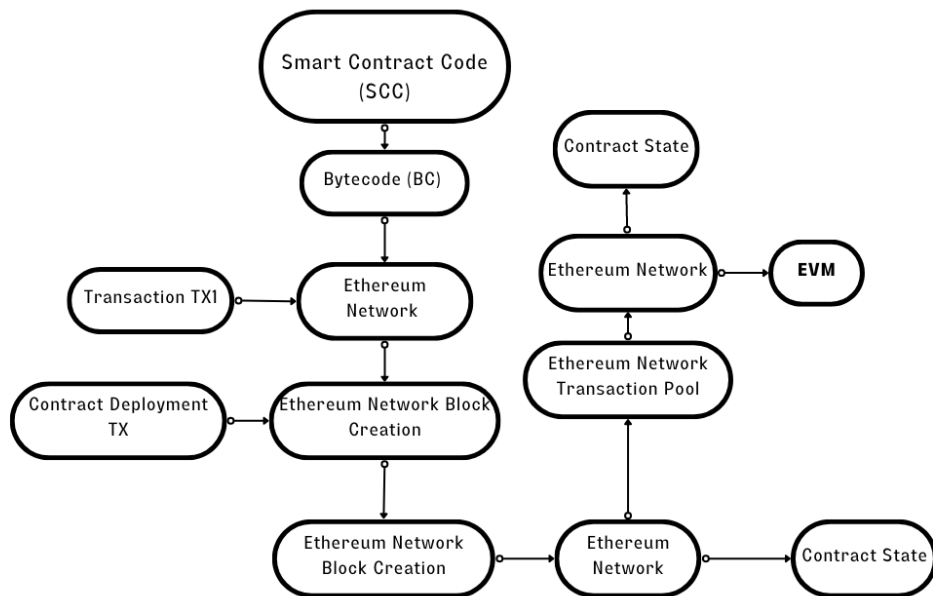 Smart Contract Code
(SCC)
Bytecode (BC)
Transaction TX1
Ethereum
Network
Contract Deployment
TX
Ethereum Network Block
Creation
Ethereum Network
Block Creation
Ethereum
Network
Contract State
Ethereum Network
Transaction Pool
Ethereum Network
EVM
Contract State